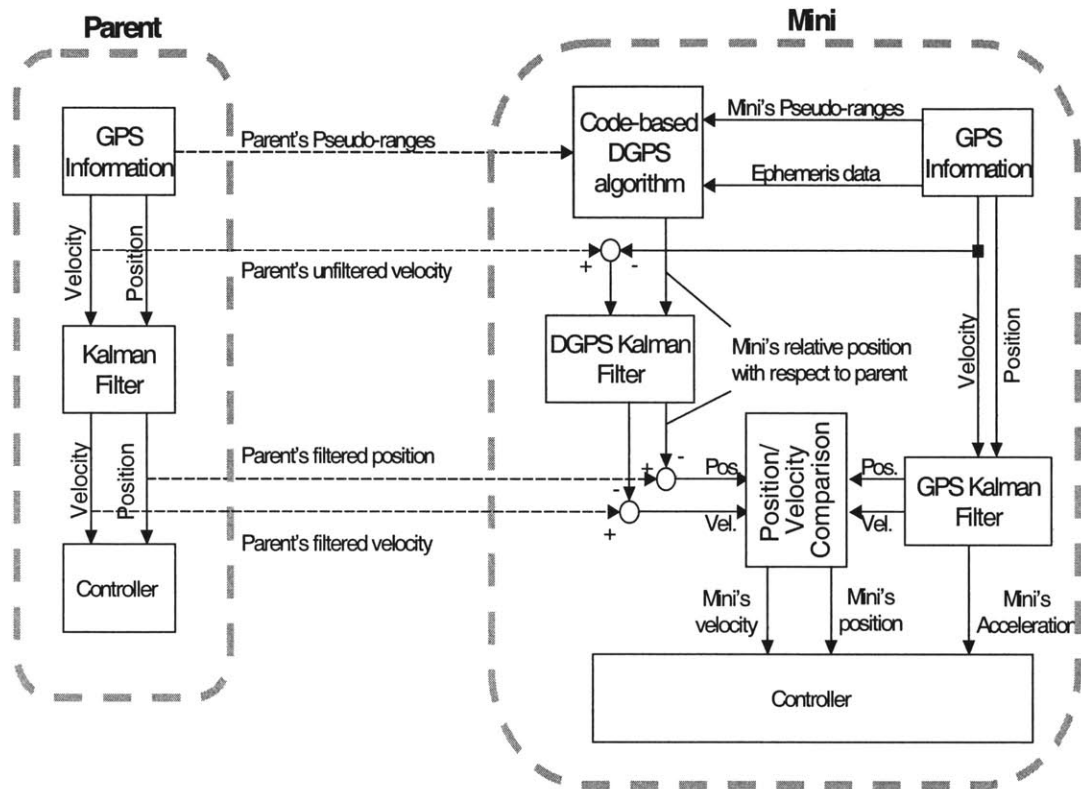 Parent
Mini
GPS
Information
Parent's Pseudo-ranges
Code-based
DGPS
algorithm
Mini's Pseudo-ranges
Ephemeris data
GPS
Information
Velocity
Position
Parent's unfiltered velocity
+
-
Kalman
Filter
DGPS Kalman
Filter
Mini's relative position
with respect to parent
Velocity
Position
Velocity
Position
Parent's filtered position
-
+
Pos.
Position/
Velocity
Comparison
Pos.
GPS Kalman
Filter
-
+
Vel.
Vel.
Parent's filtered velocity
Controller
Mini's
velocity
Mini's
position
Mini's
Acceleration
Controller